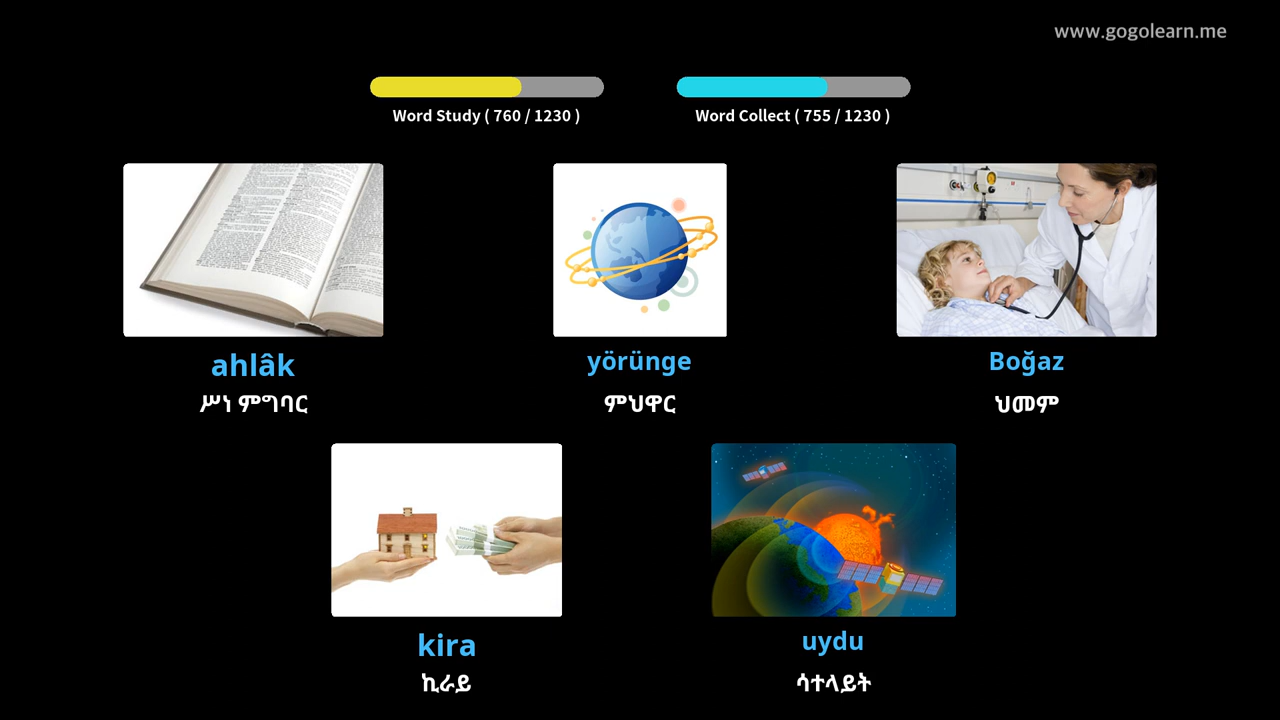 www.gogolearn.me
Word Study ( 760 / 1230 )
Word Collect ( 755 / 1230 )
ahlâk
ሥነ ምግባር
yörünge
ምህዋር
Boğaz
ህመም
kira
ኪራይ
uydu
ሳተላይት